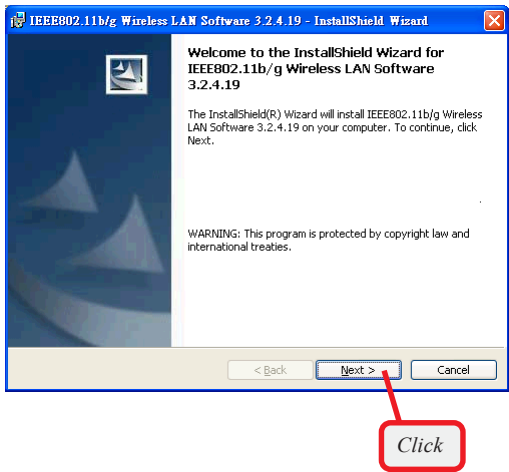 IEEE802.11b/g Wireless LAN Software 3.2.4.19 - InstallShield Wizard
Welcome to the InstallShield Wizard for
IEEE802.11b/g Wireless LAN Software
3.2.4.19
The InstallShield(R) Wizard will install IEEE802.11b/g Wireless
LAN Software 3.2.4.19 on your computer. To continue, click
Next.
WARNING: This program is protected by copyright law and
international treaties.
< Back Next > Cancel
Click